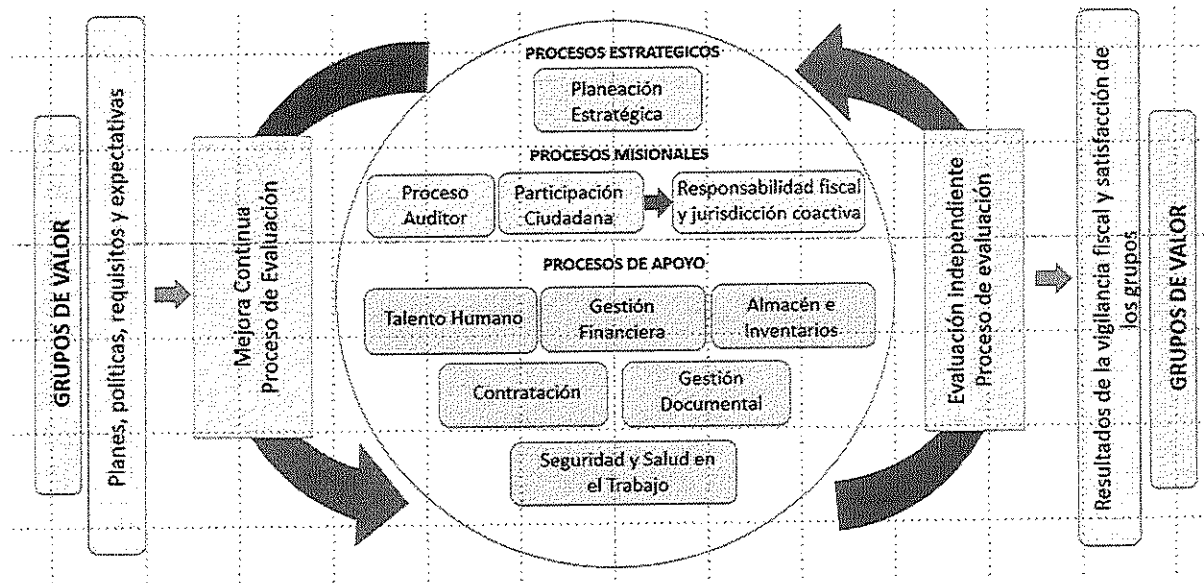 GRUPOS DE VALOR
Planes, políticas, requisitos y expectativas
Mejora Continua
Proceso de Evaluación
PROCESOS ESTRATEGICOS
Planeación
Estratégica
PROCESOS MISIONALES
Proceso
Auditor
Participación
Ciudadana
Responsabilidad fiscal
y jurisdicción coactiva
PROCESOS DE APOYO
Talento Humano
Gestión
Financiera
Almacén e
Inventarios
Contratación
Gestión
Documental
Seguridad y Salud en
el Trabajo
Evaluación independiente
Proceso de evaluación
Resultados de la vigilancia fiscal y satisfacción de
los grupos
GRUPOS DE VALOR